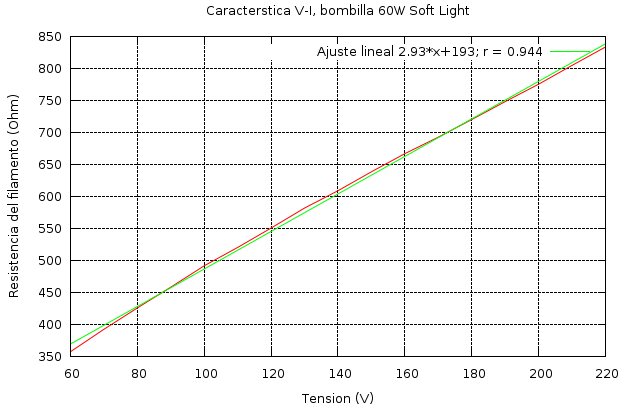 Caracterstica V-I, bombilla 60W Soft Light
Ajuste lineal 2.93*x+193; r = 0.944
850
800
750
700
650
600
550
500
450
400
350
Resistencia del filamento (Ohm)
60 80 100 120 140 160 180 200 220
Tension (V)